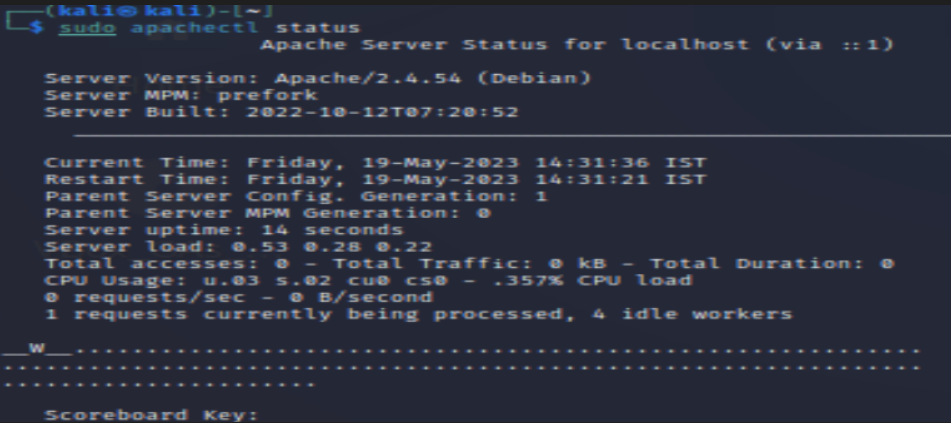 ┌──(kali㉿kali)-[~]
└─$ sudo apachectl status
Apache Server Status for localhost (via ::1)
Server Version: Apache/2.4.54 (Debian)
Server MPM: prefork
Server Built: 2022-10-12T07:20:52
Current Time: Friday, 19-May-2023 14:31:36 IST
Restart Time: Friday, 19-May-2023 14:31:21 IST
Parent Server Config. Generation: 1
Parent Server MPM Generation: 0
Server uptime: 14 seconds
Server load: 0.53 0.28 0.22
Total accesses: 0 - Total Traffic: 0 kB - Total Duration: 0
CPU Usage: u.03 s.02 cu0 cs0 - .357% CPU load
0 requests/sec - 0 B/second
1 requests currently being processed, 4 idle workers
__W__...........................................................
................................................................
......................
Scoreboard Key: